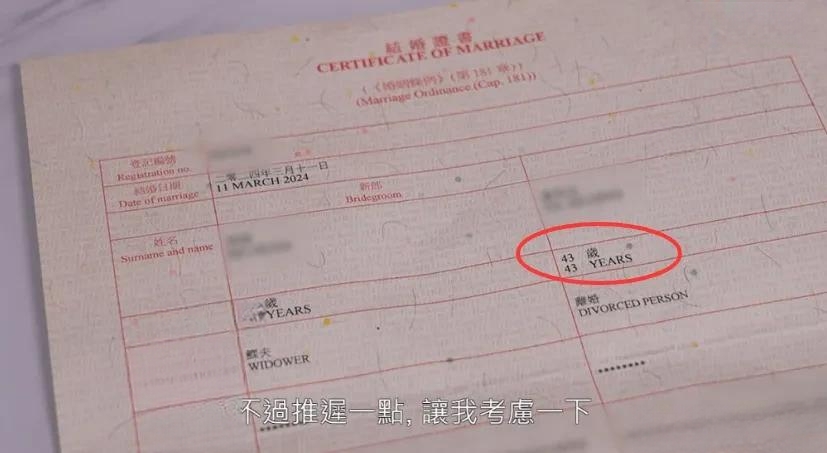 結婚證書
CERTIFICATE OF MARRIAGE
(《婚姻條例》(第 181 章))
(Marriage Ordinance (Cap. 181))
登記編號
Registration no.
結婚日期
Date of marriage
二零二四年三月十一日
11 MARCH 2024
新郎
Bridegroom
姓名
Surname and name
歲
YEARS
43 歲
43 YEARS
鰥夫
WIDOWER
離婚
DIVORCED PERSON
********
不過推遲一點, 讓我考慮一下